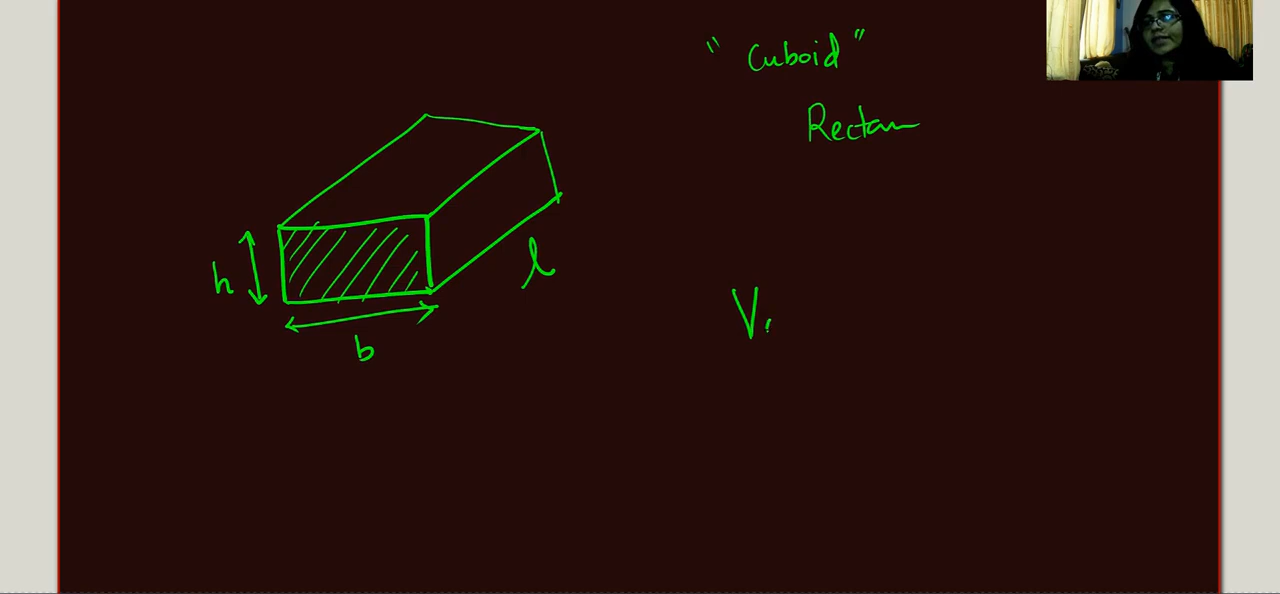 "Cuboid"
Rectan
h
l
b
V.